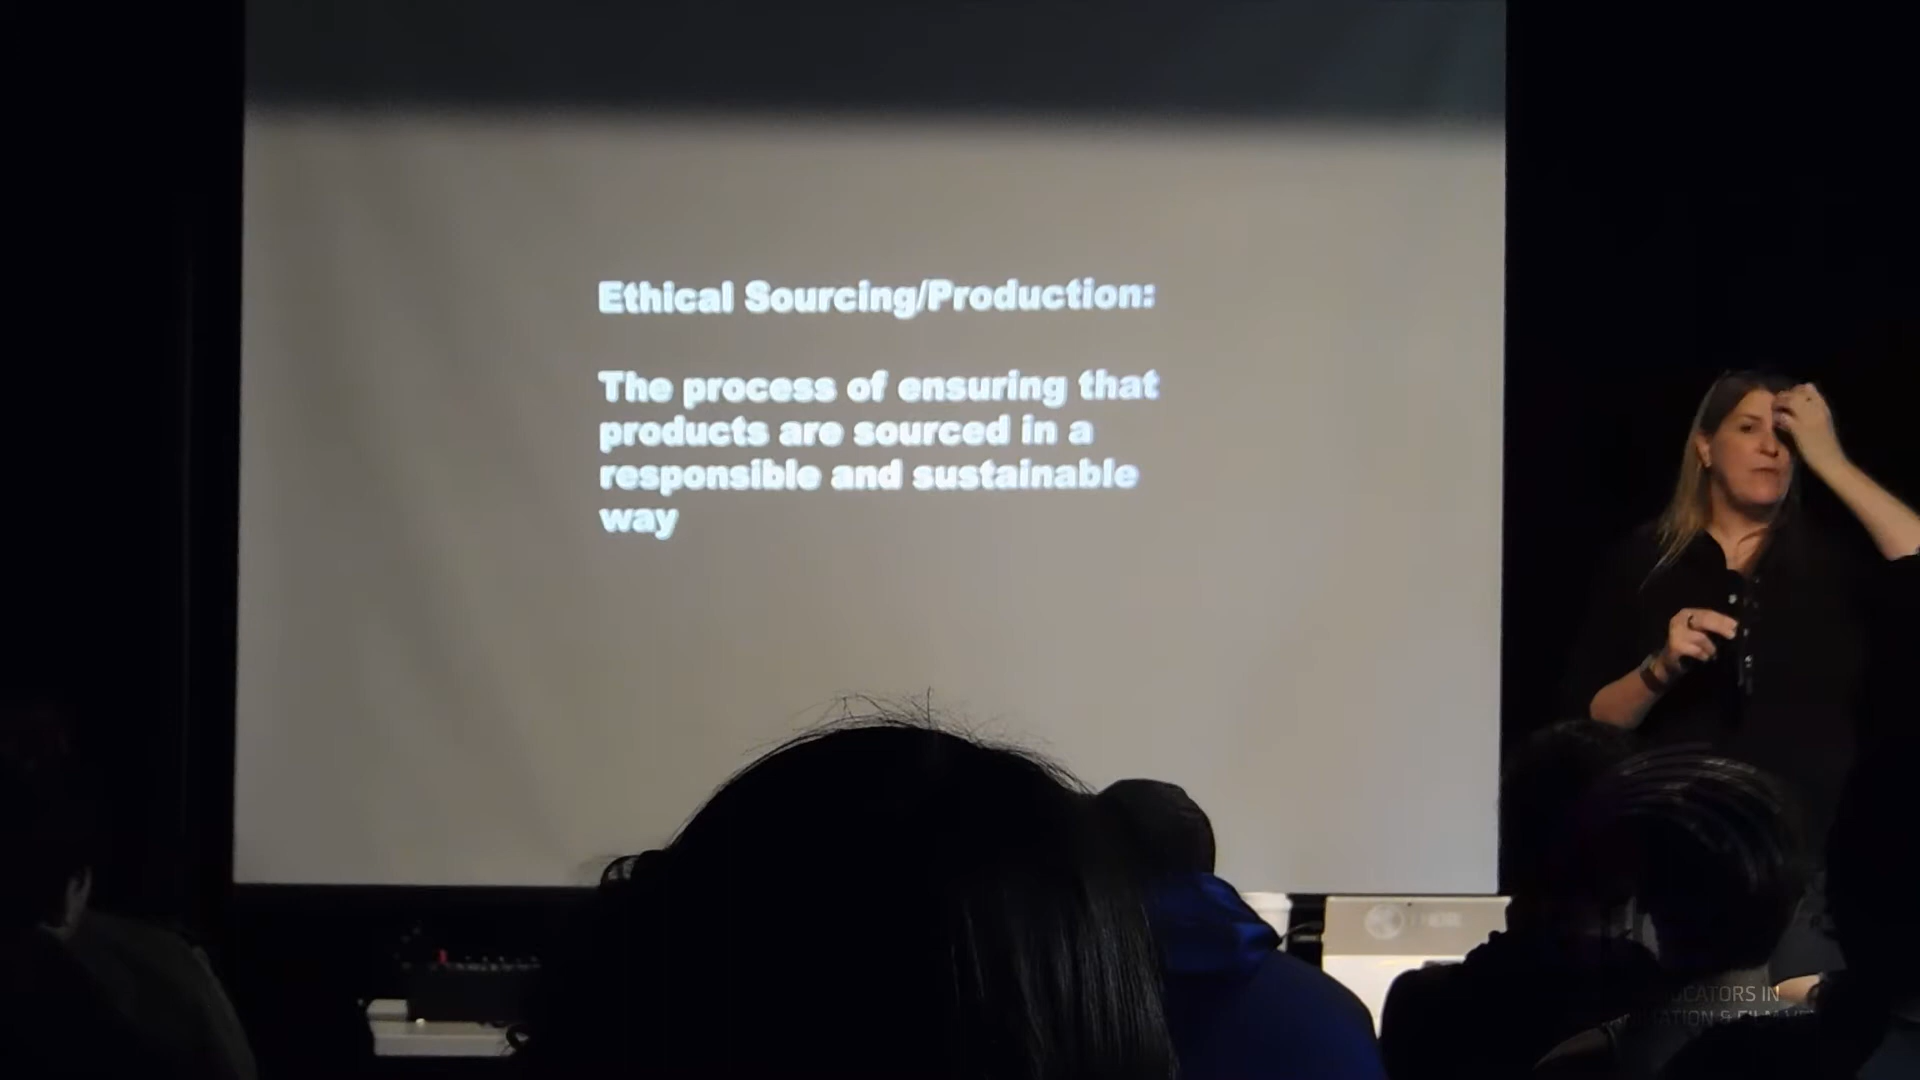 Ethical Sourcing/Production:
The process of ensuring that
products are sourced in a
responsible and sustainable
way